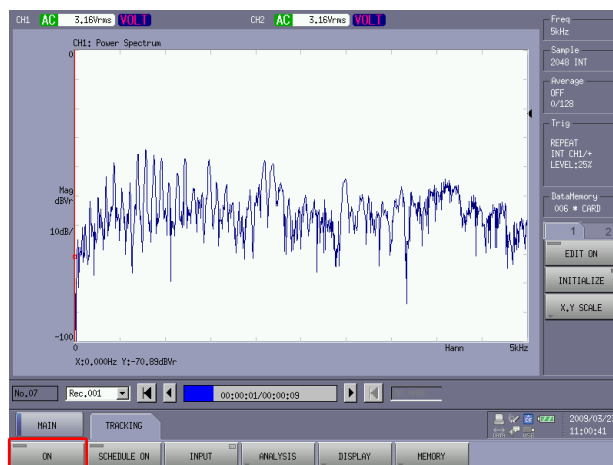 CH1 AC 3.16Vrms VOLT CH2 AC 3.16Vrms VOLT
CH1: Power Spectrum
0
Mag
dBVr
10dB/
-100
0 Hann 5kHz
X:0.000Hz Y:-70.89dBVr
Freq
5kHz
Sample
2048 INT
Average
OFF
0/128
Trig
REPEAT
INT CH1/+
LEVEL:25%
DataMemory
006 * CARD
1 2
EDIT ON
INITIALIZE
X,Y SCALE
No.07 Rec.001 00:00:01/00:00:09
MAIN TRACKING
2009/03/27
11:00:41
ON SCHEDULE ON INPUT ANALYSIS DISPLAY MEMORY